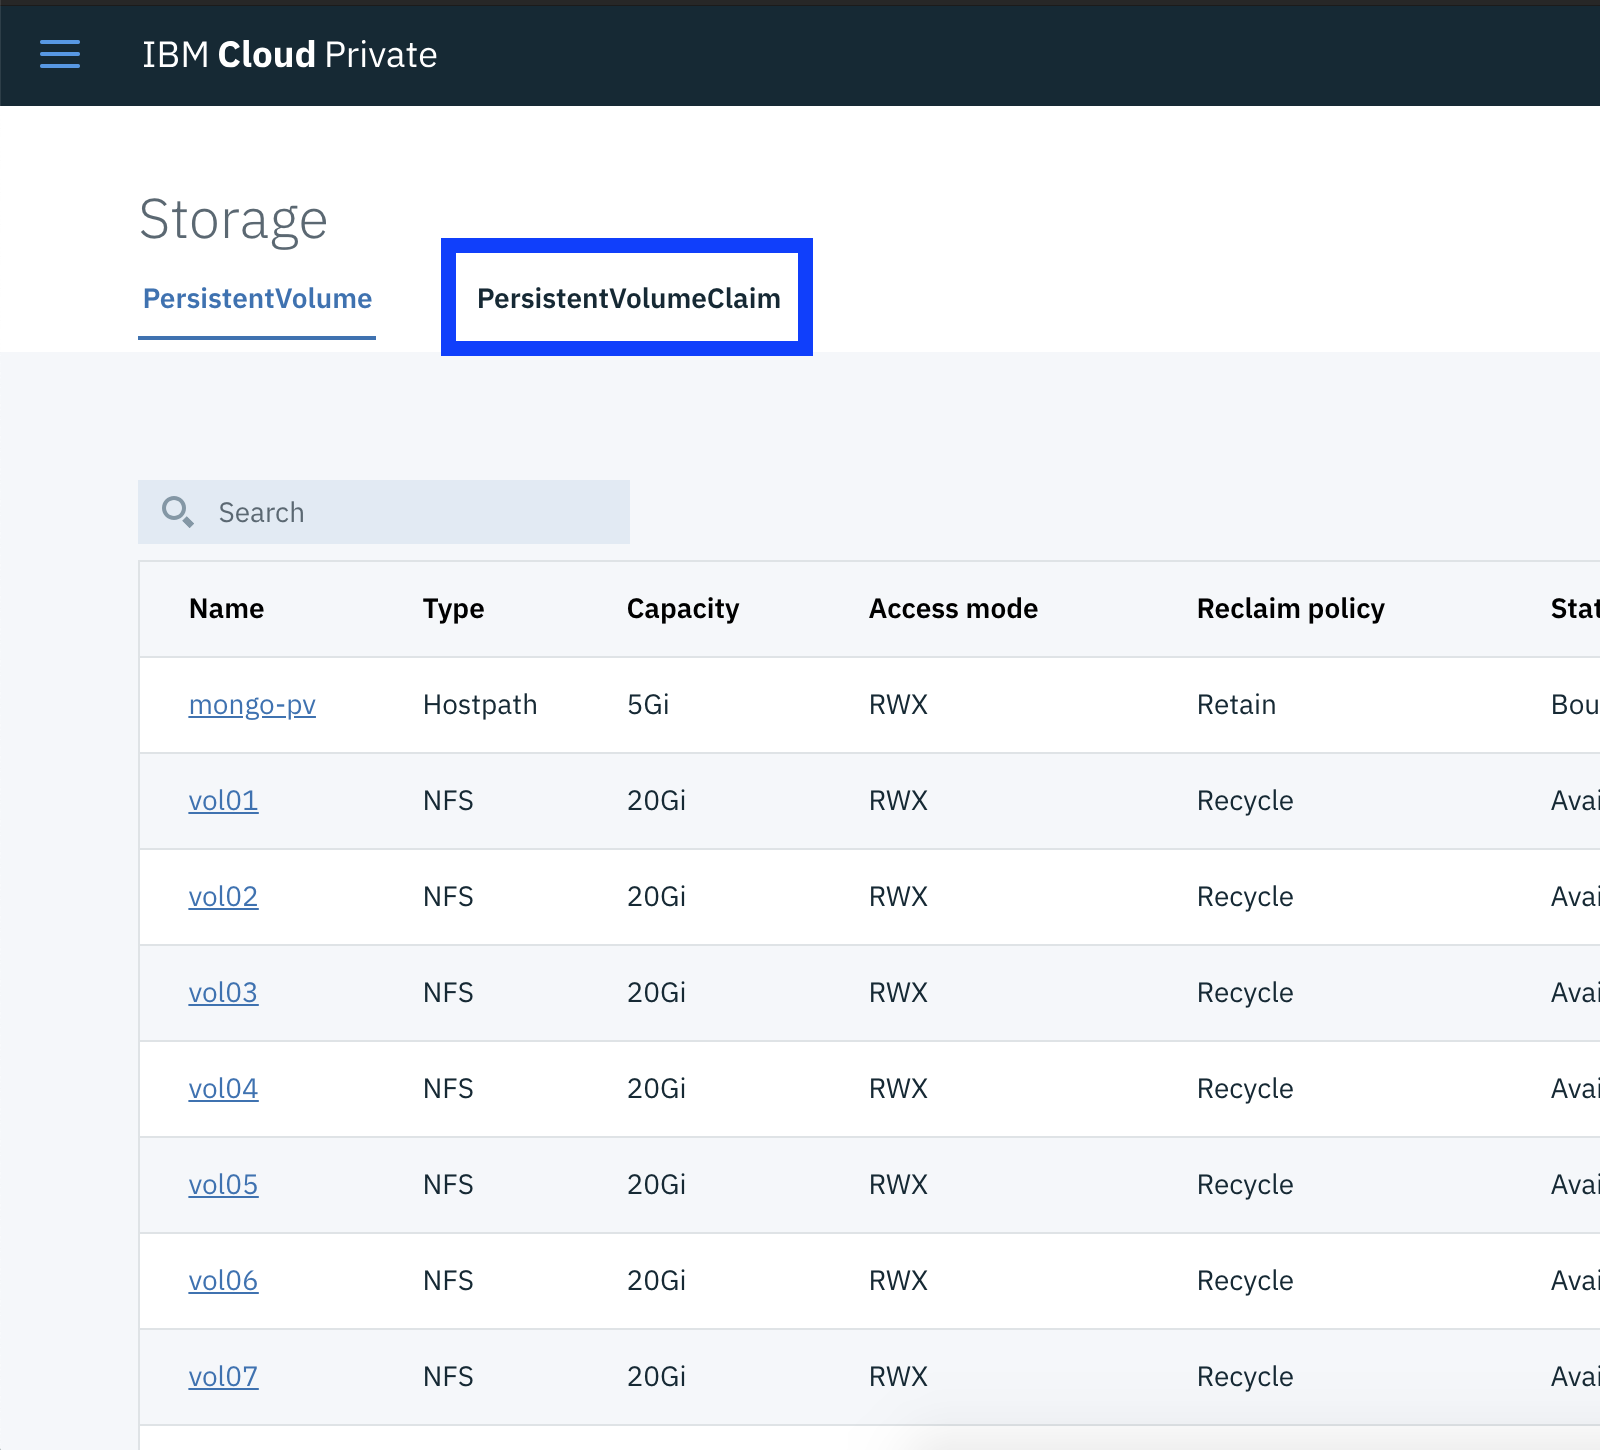 IBM Cloud Private
Storage
PersistentVolume PersistentVolumeClaim
Search
Name Type Capacity Access mode Reclaim policy Stat
mongo-pv Hostpath 5Gi RWX Retain Bou
vol01 NFS 20Gi RWX Recycle Avai
vol02 NFS 20Gi RWX Recycle Avai
vol03 NFS 20Gi RWX Recycle Avai
vol04 NFS 20Gi RWX Recycle Avai
vol05 NFS 20Gi RWX Recycle Avai
vol06 NFS 20Gi RWX Recycle Avai
vol07 NFS 20Gi RWX Recycle Avai